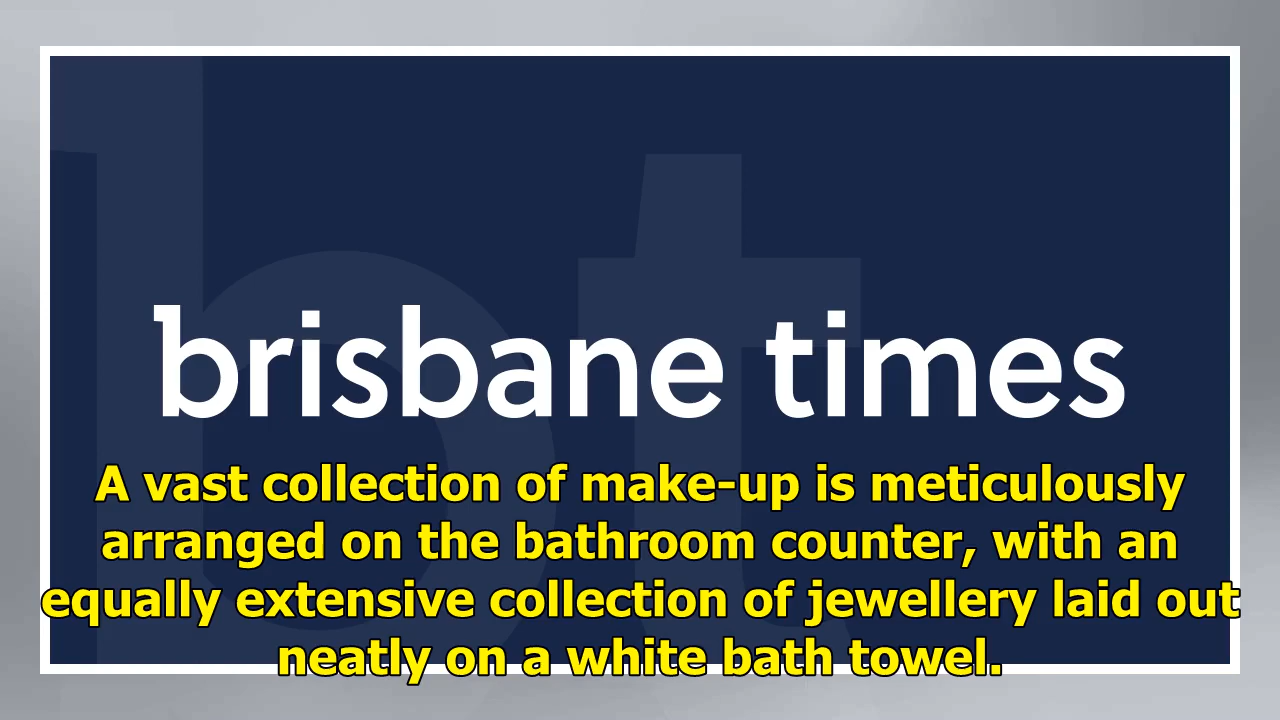 bt
brisbane times
A vast collection of make-up is meticulously
arranged on the bathroom counter, with an
equally extensive collection of jewellery laid out
neatly on a white bath towel.